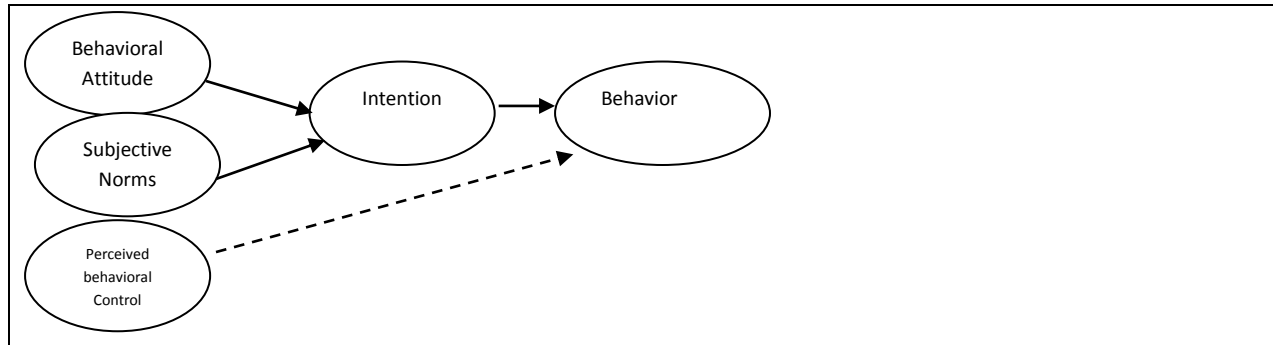 Behavioral
Attitude
Subjective
Norms
Perceived
behavioral
Control
Intention
Behavior